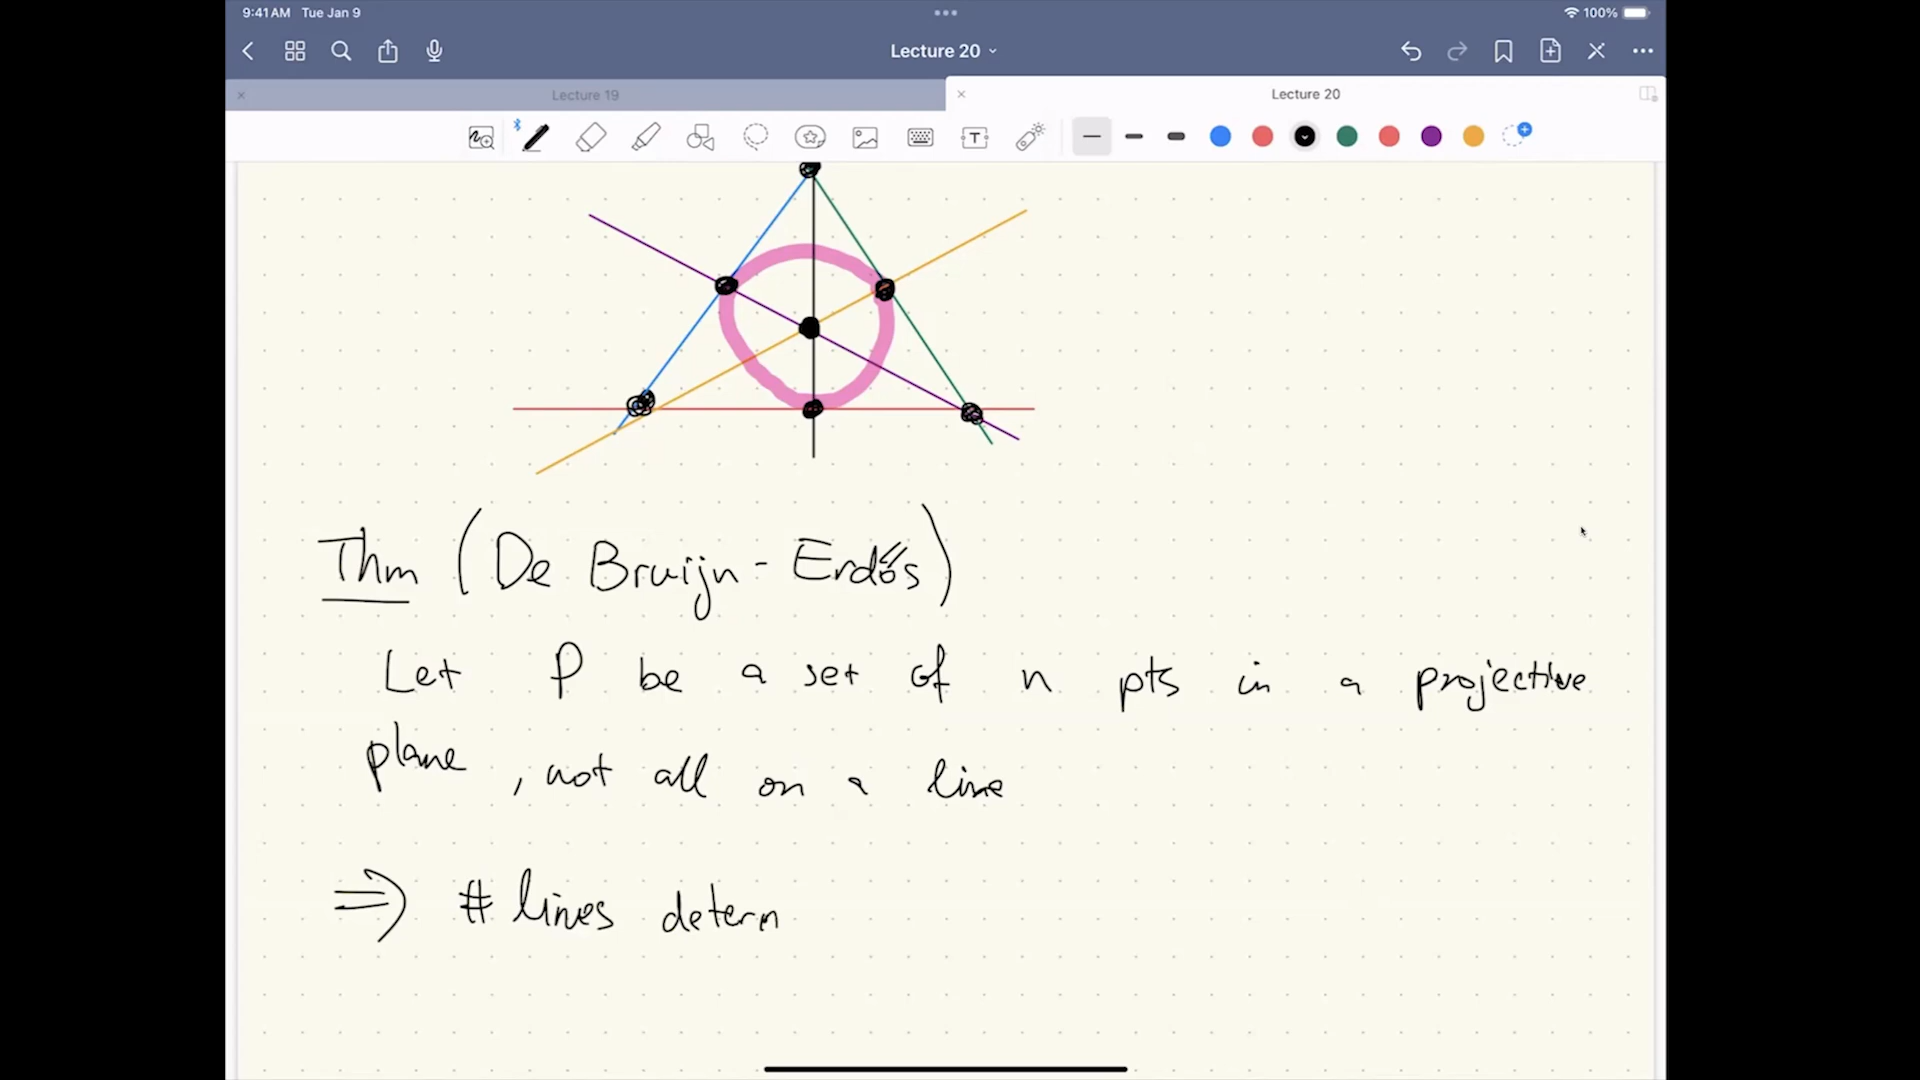 9:41 AM Tue Jan 9
100%
Lecture 20
Lecture 19
Lecture 20
T
Thm (De Bruijn - Erdős)
Let P be a set of n pts in a projective
plane, not all on a line
⇒ # lines determ